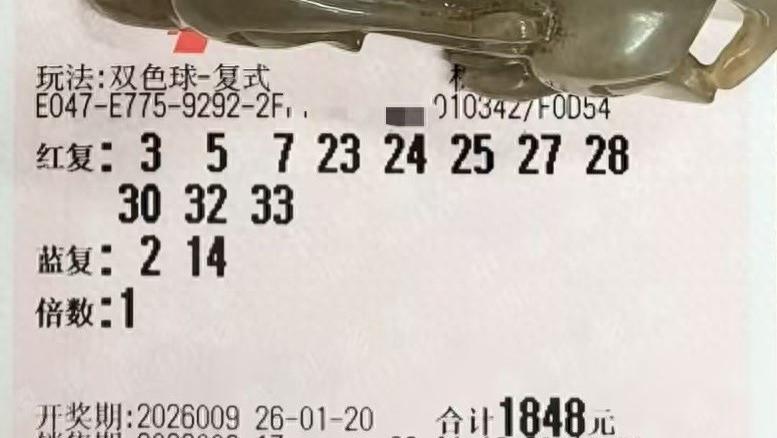 玩法:双色球-复式
E047-E775-9292-2F 010342/F0D54
红复: 3 5 7 23 24 25 27 28
30 32 33
蓝复: 2 14
倍数:1
开奖期:2026009 26-01-20 合计1848元